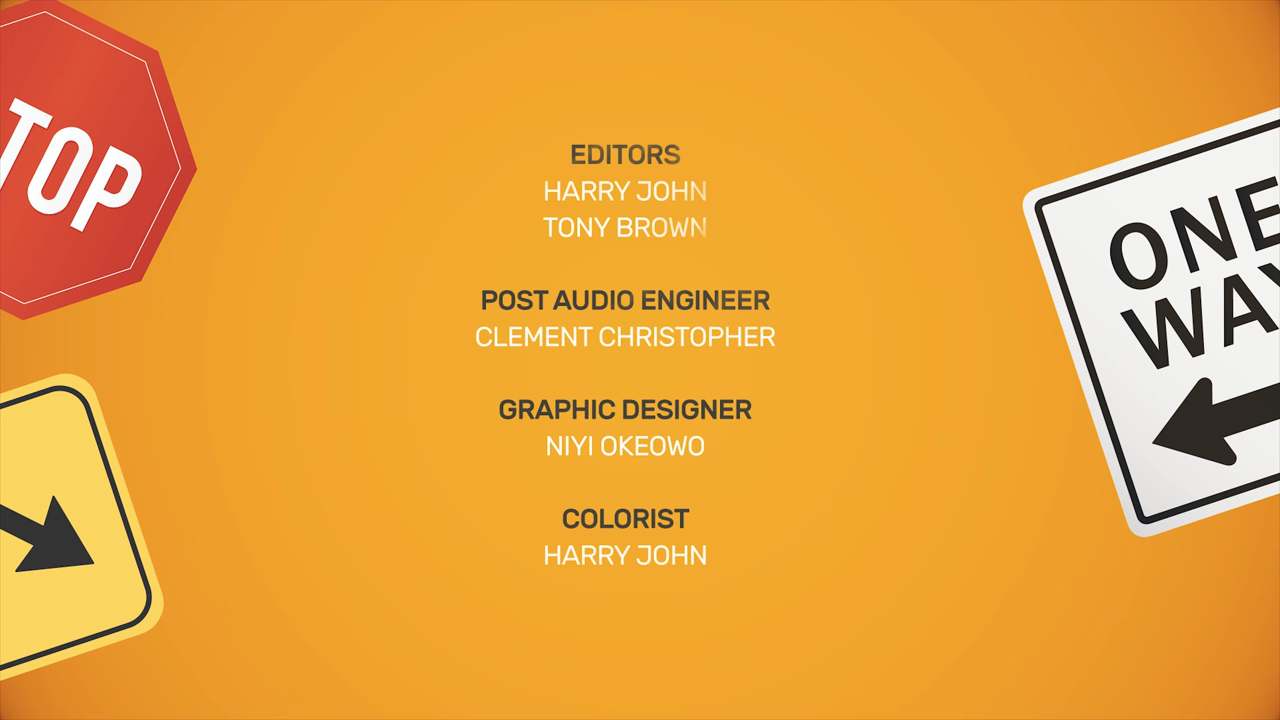 TOP
EDITORS
HARRY JOHN
TONY BROWN
POST AUDIO ENGINEER
CLEMENT CHRISTOPHER
GRAPHIC DESIGNER
NIYI OKEOWO
COLORIST
HARRY JOHN
ONE
WAY